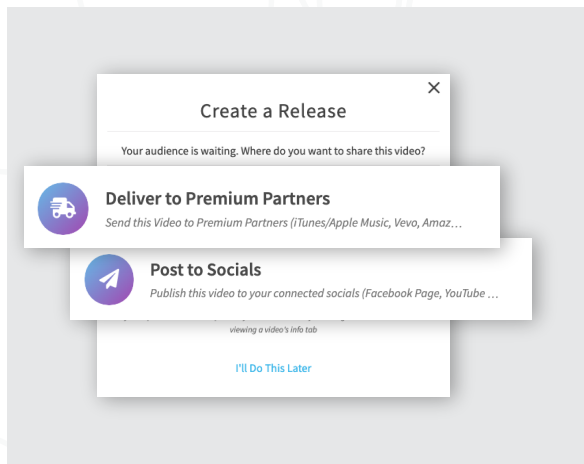 Create a Release
Your audience is waiting. Where do you want to share this video?
Deliver to Premium Partners
Send this Video to Premium Partners (iTunes/Apple Music, Vevo, Amaz...
Post to Socials
Publish this video to your connected socials (Facebook Page, YouTube ...
viewing a video's info tab
I'll Do This Later